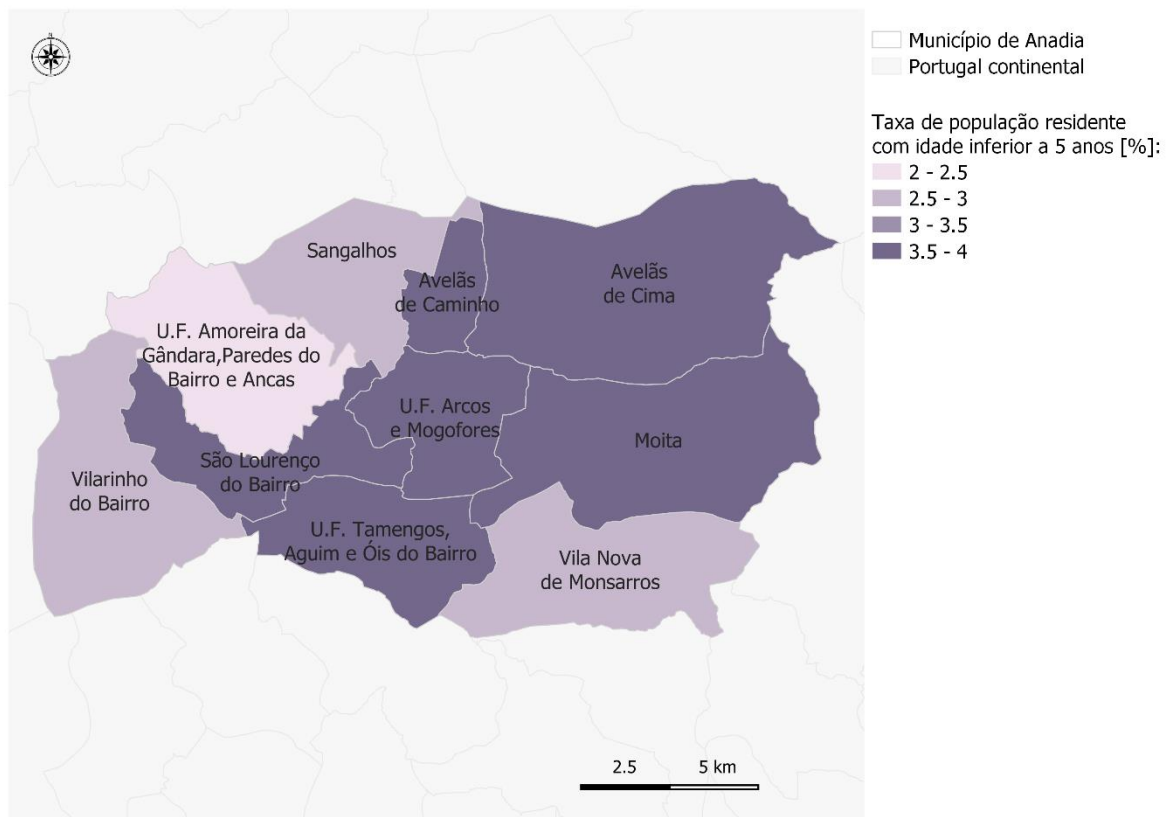 Município de Anadia
Portugal continental
Taxa de população residente
com idade inferior a 5 anos [%]:
2 - 2.5
2.5 - 3
3 - 3.5
3.5 - 4
Sangalhos
Avelãs
de Caminho
Avelãs
de Cima
U.F. Amoreira da
Gândara,Paredes do
Bairro e Ancas
U.F. Arcos
e Mogofores
Moita
São Lourenço
do Bairro
Vilarinho
do Bairro
U.F. Tamengos,
Aguim e Óis do Bairro
Vila Nova
de Monsarros
2.5 5 km